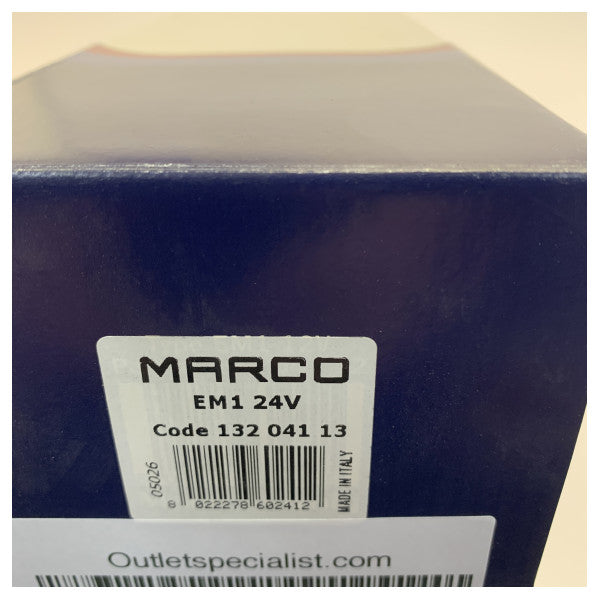 MARCO
EM1 24V
Code 132 041 13
05026
8 022278 602412
MADE IN ITALY
Outletspecialist.com